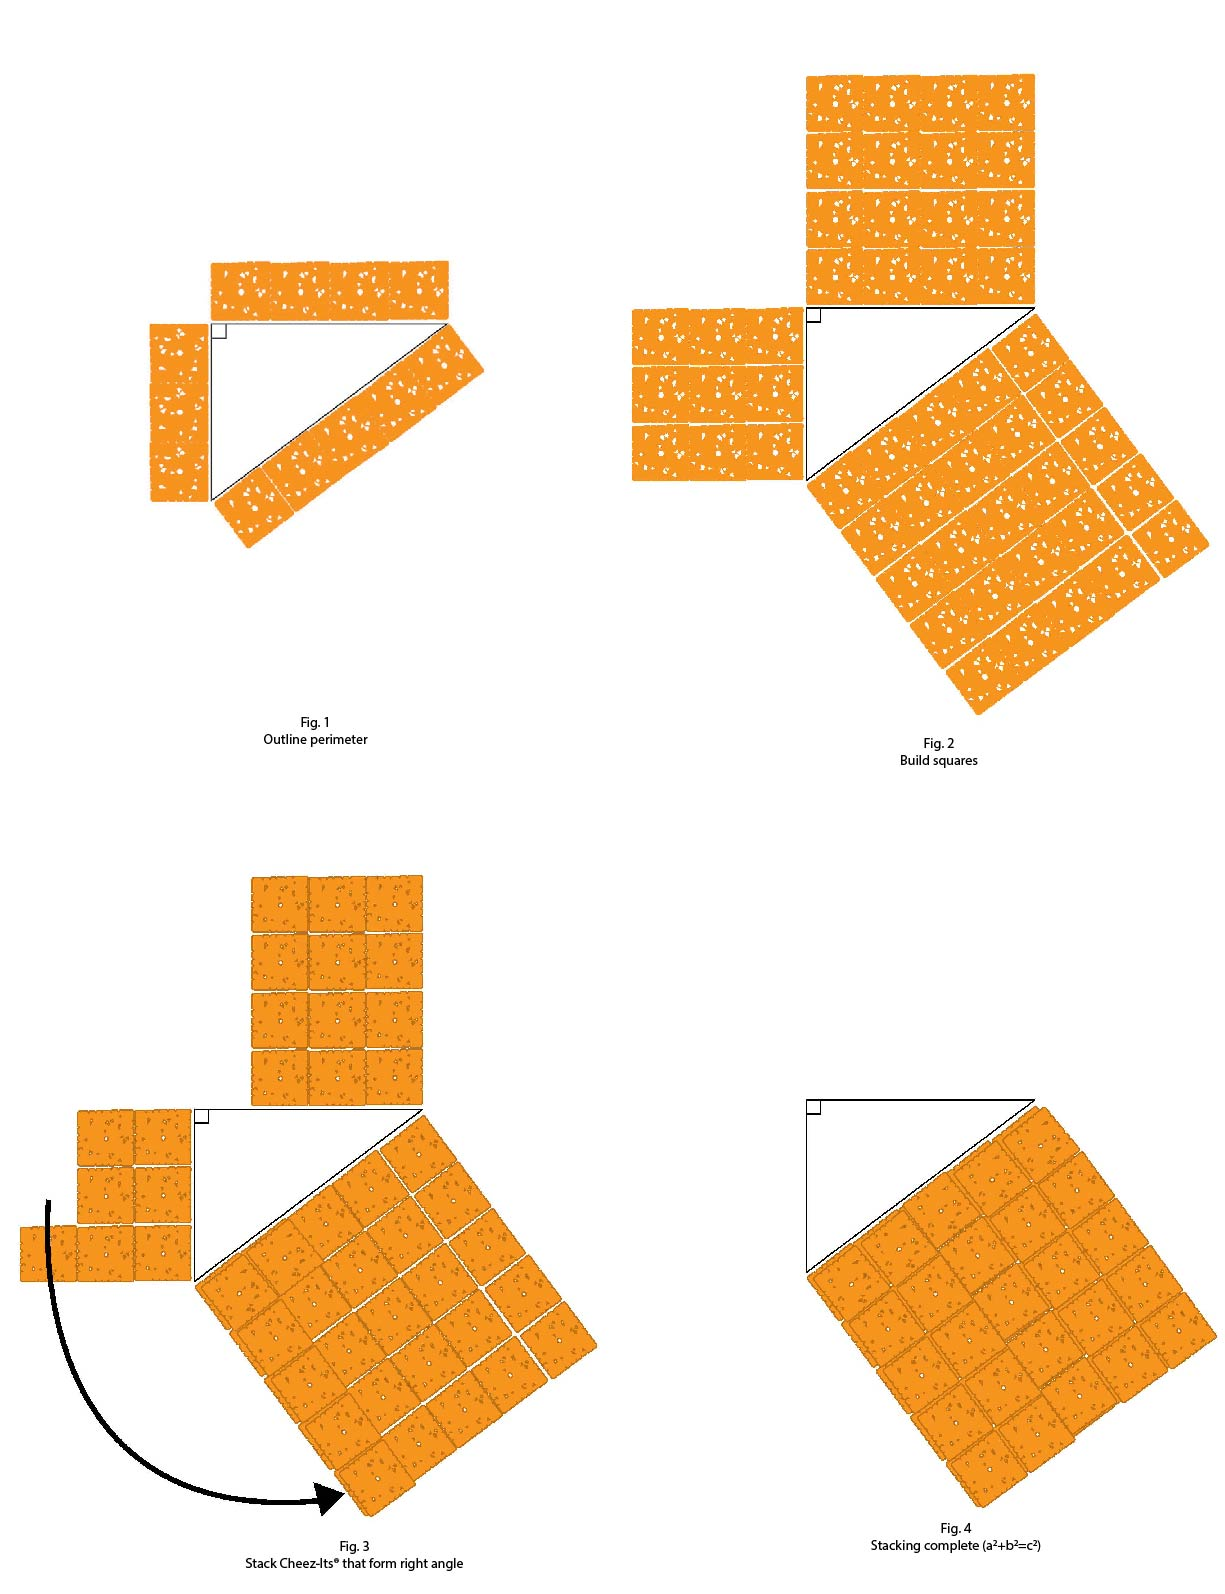 Fig. 1
Outline perimeter
Fig. 2
Build squares
Fig. 3
Stack Cheez-Its® that form right angle
Fig. 4
Stacking complete (a²+b²=c²)